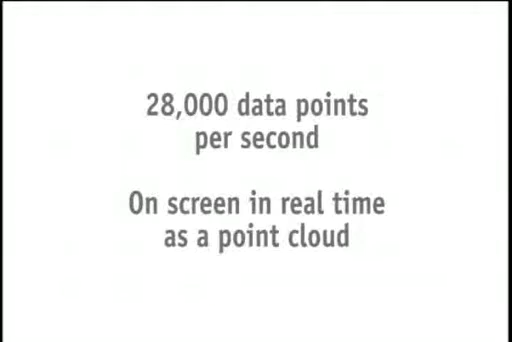 28,000 data points
per second
On screen in real time
as a point cloud